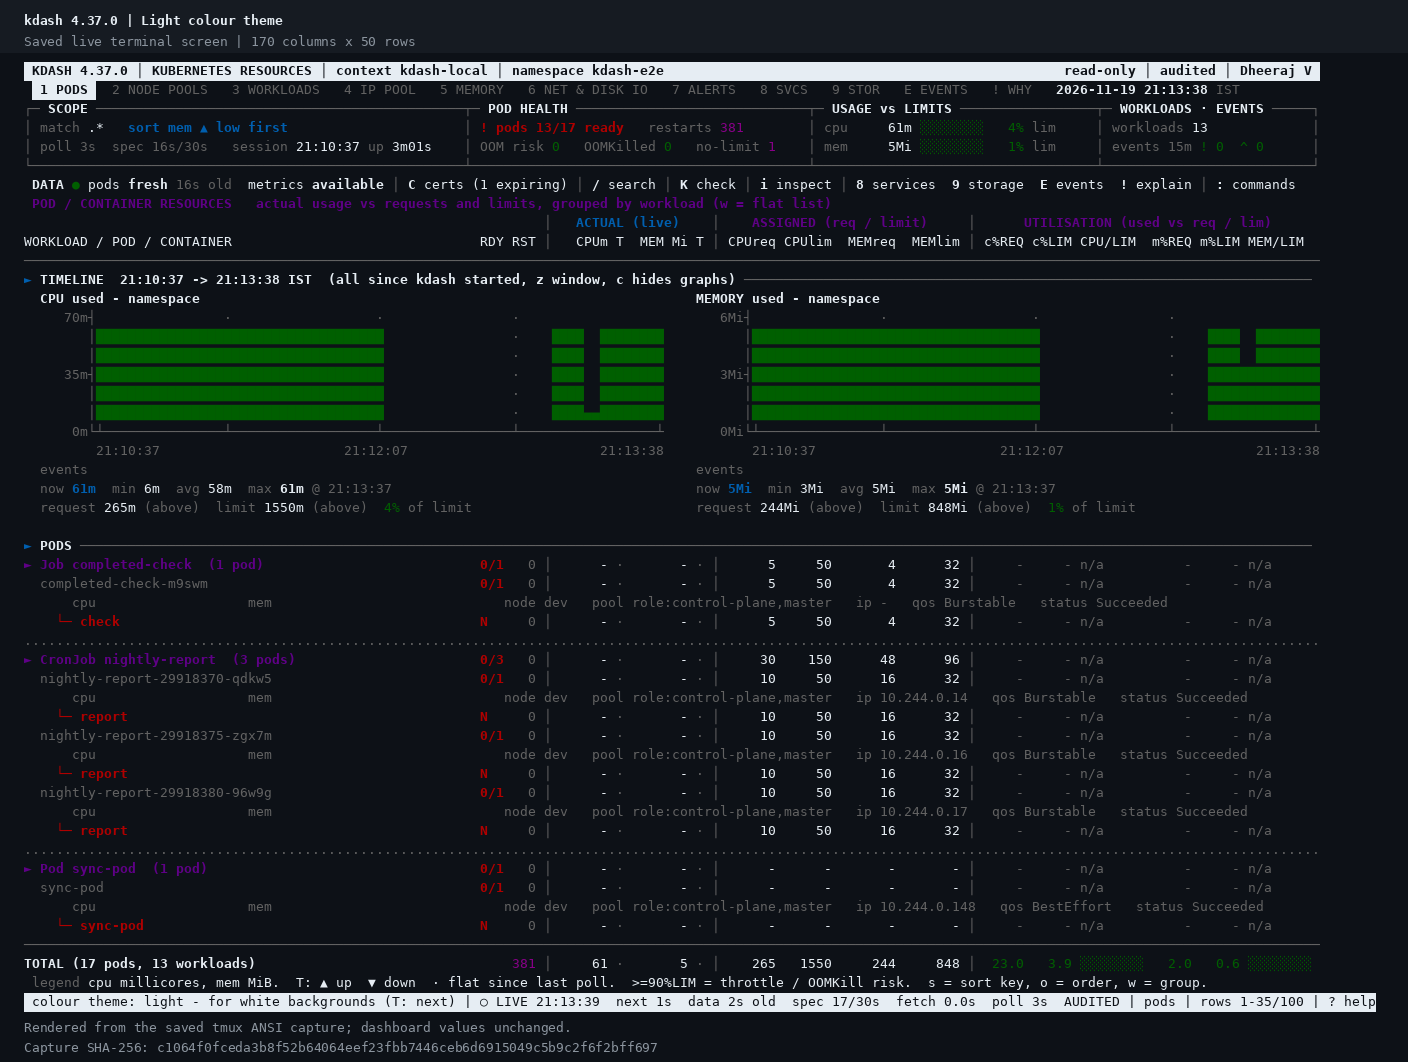 kdash 4.37.0 | Light colour theme
Saved live terminal screen | 170 columns x 50 rows
KDASH 4.37.0 │ KUBERNETES RESOURCES │ context kdash-local │ namespace kdash-e2e read-only │ audited │ Dheeraj V
1 PODS 2 NODE POOLS 3 WORKLOADS 4 IP POOL 5 MEMORY 6 NET & DISK IO 7 ALERTS 8 SVCS 9 STOR E EVENTS ! WHY 2026-11-19 21:13:38 IST
SCOPE POD HEALTH USAGE vs LIMITS WORKLOADS · EVENTS
│ match .* sort mem ▲ low first │ ! pods 13/17 ready restarts 381 │ cpu 61m ░░░░░░░░ 4% lim │ workloads 13 │
│ poll 3s spec 16s/30s session 21:10:37 up 3m01s │ OOM risk 0 OOMKilled 0 no-limit 1 │ mem 5Mi ░░░░░░░░ 1% lim │ events 15m ! 0 ^ 0 │
DATA ● pods fresh 16s old metrics available │ C certs (1 expiring) │ / search │ K check │ i inspect │ 8 services 9 storage E events ! explain │ : commands
POD / CONTAINER RESOURCES actual usage vs requests and limits, grouped by workload (w = flat list)
│ ACTUAL (live) │ ASSIGNED (req / limit) │ UTILISATION (used vs req / lim)
WORKLOAD / POD / CONTAINER RDY RST │ CPUm T MEM Mi T │ CPUreq CPUlim MEMreq MEMlim │ c%REQ c%LIM CPU/LIM m%REQ m%LIM MEM/LIM
► TIMELINE 21:10:37 -> 21:13:38 IST (all since kdash started, z window, c hides graphs)
CPU used - namespace MEMORY used - namespace
70m 6Mi
35m 3Mi
0m 0Mi
21:10:37 21:12:07 21:13:38 21:10:37 21:12:07 21:13:38
events events
now 61m min 6m avg 58m max 61m @ 21:13:37 now 5Mi min 3Mi avg 5Mi max 5Mi @ 21:13:37
request 265m (above) limit 1550m (above) 4% of limit request 244Mi (above) limit 848Mi (above) 1% of limit
► PODS
► Job completed-check (1 pod) 0/1 0 │ - · - · │ 5 50 4 32 │ - - n/a - - n/a
completed-check-m9swm 0/1 0 │ - · - · │ 5 50 4 32 │ - - n/a - - n/a
cpu mem node dev pool role:control-plane,master ip - qos Burstable status Succeeded
└─ check N 0 │ - · - · │ 5 50 4 32 │ - - n/a - - n/a
► CronJob nightly-report (3 pods) 0/3 0 │ - · - · │ 30 150 48 96 │ - - n/a - - n/a
nightly-report-29918370-qdkw5 0/1 0 │ - · - · │ 10 50 16 32 │ - - n/a - - n/a
cpu mem node dev pool role:control-plane,master ip 10.244.0.14 qos Burstable status Succeeded
└─ report N 0 │ - · - · │ 10 50 16 32 │ - - n/a - - n/a
nightly-report-29918375-zgx7m 0/1 0 │ - · - · │ 10 50 16 32 │ - - n/a - - n/a
cpu mem node dev pool role:control-plane,master ip 10.244.0.16 qos Burstable status Succeeded
└─ report N 0 │ - · - · │ 10 50 16 32 │ - - n/a - - n/a
nightly-report-29918380-96w9g 0/1 0 │ - · - · │ 10 50 16 32 │ - - n/a - - n/a
cpu mem node dev pool role:control-plane,master ip 10.244.0.17 qos Burstable status Succeeded
└─ report N 0 │ - · - · │ 10 50 16 32 │ - - n/a - - n/a
► Pod sync-pod (1 pod) 0/1 0 │ - · - · │ - - - - │ - - n/a - - n/a
sync-pod 0/1 0 │ - · - · │ - - - - │ - - n/a - - n/a
cpu mem node dev pool role:control-plane,master ip 10.244.0.148 qos BestEffort status Succeeded
└─ sync-pod N 0 │ - · - · │ - - - - │ - - n/a - - n/a
TOTAL (17 pods, 13 workloads) 381 │ 61 · 5 · │ 265 1550 244 848 │ 23.0 3.9 ░░░░░░░░ 2.0 0.6 ░░░░░░░░
legend cpu millicores, mem MiB. T: ▲ up ▼ down · flat since last poll. >=90%LIM = throttle / OOMKill risk. s = sort key, o = order, w = group.
colour theme: light - for white backgrounds (T: next) | ○ LIVE 21:13:39 next 1s data 2s old spec 17/30s fetch 0.0s poll 3s AUDITED | pods | rows 1-35/100 | ? help
Rendered from the saved tmux ANSI capture; dashboard values unchanged.
Capture SHA-256: c1064f0fceda3b8f52b64064eef23fbb7446ceb6d6915049c5b9c2f6f2bff697